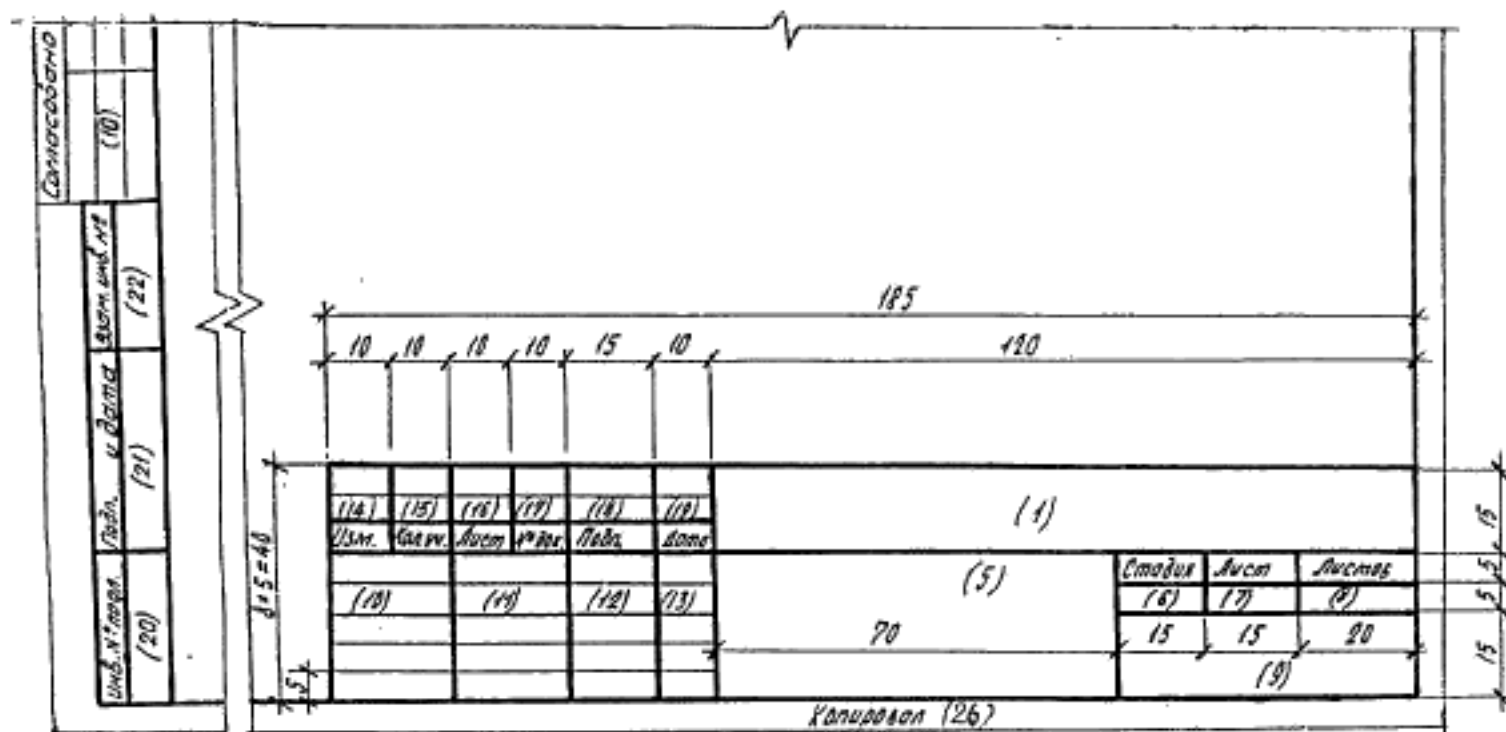 Согласовано
(10)
Взам. инв. №
(22)
Подп. и дата
(21)
Инв. № подл.
(20)
185
10 10 10 10 15 10 120
(14) (15) (16) (17) (18) (19)
(1)
15
Изм. Кол.уч. Лист № док. Подп. Дата
8×5=40
(5)
Стадия Лист Листов
5
(10) (11) (12) (13)
(6) (7) (8)
5
70
15 15 20
15
5
(9)
Копировал (26)